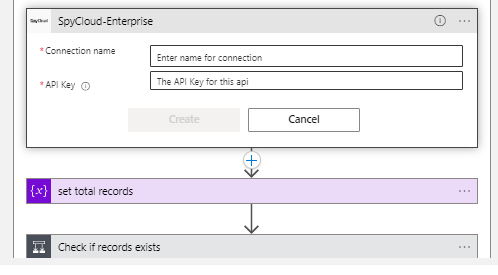 SpyCloud SpyCloud-Enterprise
* Connection name
Enter name for connection
* API Key
The API Key for this api
Create
Cancel
{x} set total records
Check if records exists